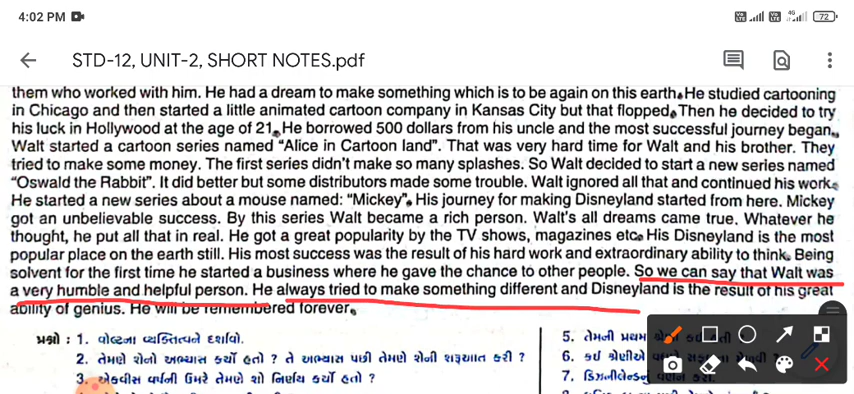 4:02 PM
4G
72
STD-12, UNIT-2, SHORT NOTES.pdf
them who worked with him. He had a dream to make something which is to be again on this earth. He studied cartooning
in Chicago and then started a little animated cartoon company in Kansas City but that flopped. Then he decided to try
his luck in Hollywood at the age of 21. He borrowed 500 dollars from his uncle and the most successful journey began.
Walt started a cartoon series named “Alice in Cartoon land”. That was very hard time for Walt and his brother. They
tried to make some money. The first series didn’t make so many splashes. So Walt decided to start a new series named
“Oswald the Rabbit”. It did better but some distributors made some trouble. Walt ignored all that and continued his work.
He started a new series about a mouse named: “Mickey”. His journey for making Disneyland started from here. Mickey
got an unbelievable success. By this series Walt became a rich person. Walt’s all dreams came true. Whatever he
thought, he put all that in real. He got a great popularity by the TV shows, magazines etc. His Disneyland is the most
popular place on the earth still. His most success was the result of his hard work and extraordinary ability to think. Being
solvent for the first time he started a business where he gave the chance to other people. So we can say that Walt was
a very humble and helpful person. He always tried to make something different and Disneyland is the result of his great
ability of genius. He will be remembered forever.
પ્રશ્નો : 1. વોલ્ટના વ્યક્તિત્વને દર્શાવો.
2. તેમણે શેનો અભ્યાસ કર્યો હતો ? તે અભ્યાસ પછી તેમણે શેની શરૂઆત કરી ?
3. એકવીસ વર્ષની ઉંમરે તેમણે શો નિર્ણય કર્યો હતો ?
5. તેમની પ્રથમ
6. કઈ શ્રેણીએ
7. ડિઝનીલેન્ડનું